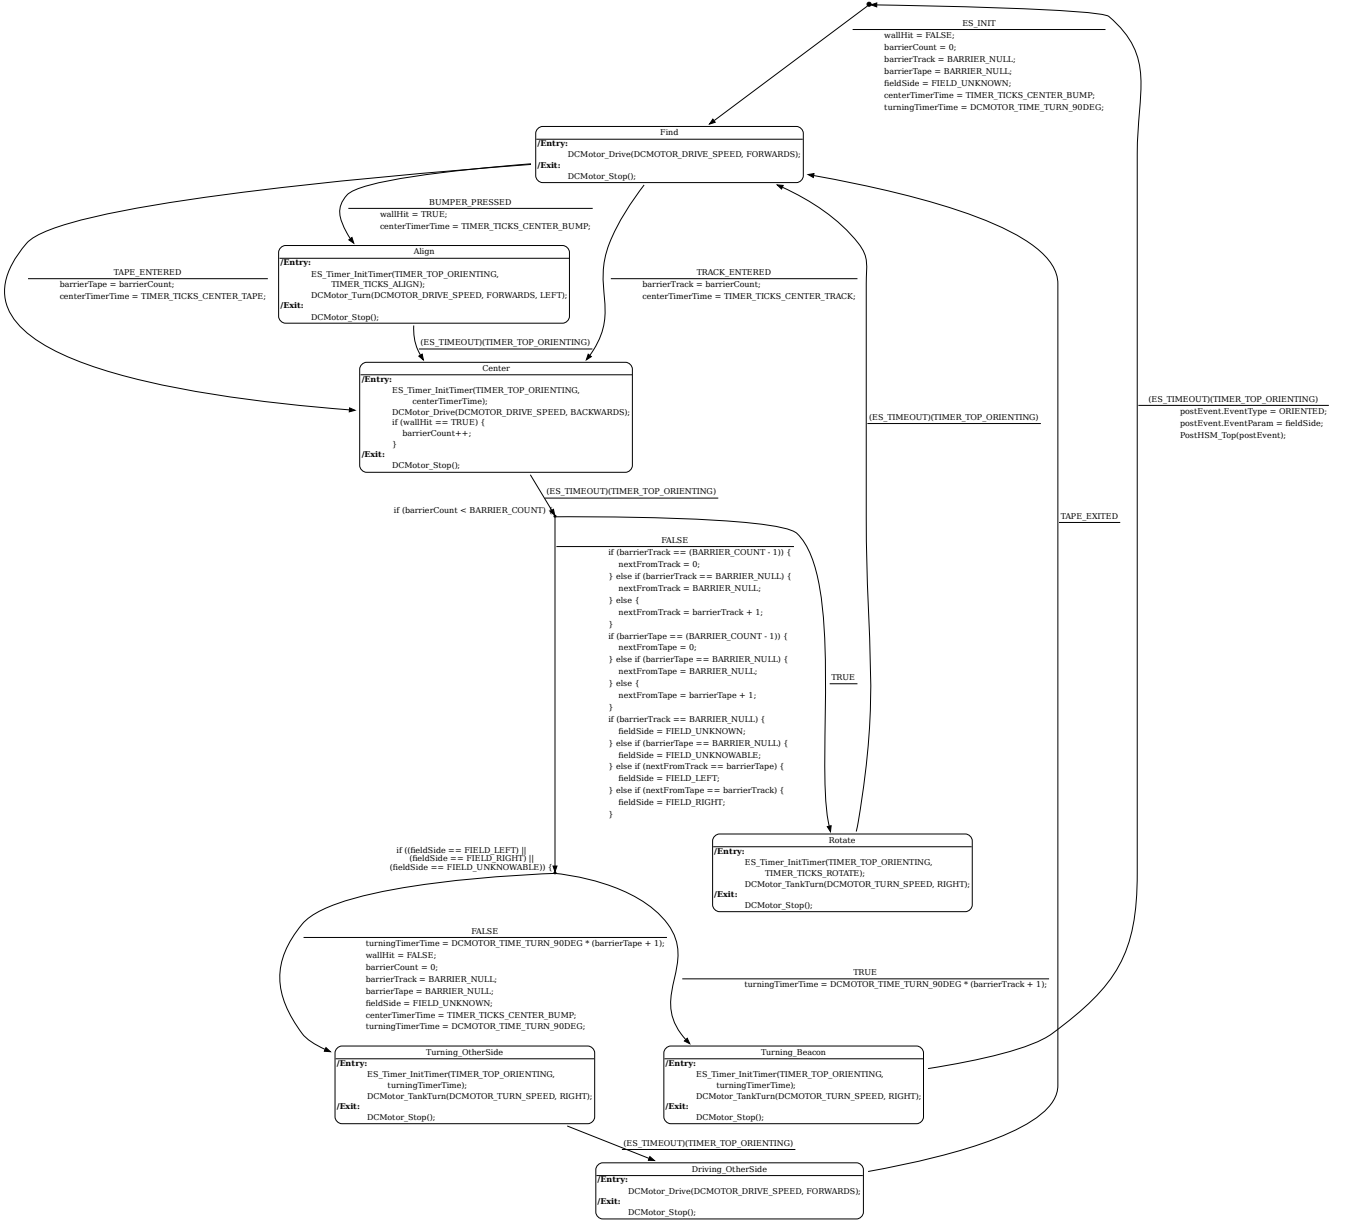 ES_INIT
wallHit = FALSE;
barrierCount = 0;
barrierTrack = BARRIER_NULL;
barrierTape = BARRIER_NULL;
fieldSide = FIELD_UNKNOWN;
centerTimerTime = TIMER_TICKS_CENTER_BUMP;
turningTimerTime = DCMOTOR_TIME_TURN_90DEG;
Find
/Entry:
DCMotor_Drive(DCMOTOR_DRIVE_SPEED, FORWARDS);
/Exit:
DCMotor_Stop();
BUMPER_PRESSED
wallHit = TRUE;
centerTimerTime = TIMER_TICKS_CENTER_BUMP;
TAPE_ENTERED
barrierTape = barrierCount;
centerTimerTime = TIMER_TICKS_CENTER_TAPE;
Align
/Entry:
ES_Timer_InitTimer(TIMER_TOP_ORIENTING,
TIMER_TICKS_ALIGN);
DCMotor_Turn(DCMOTOR_DRIVE_SPEED, FORWARDS, LEFT);
/Exit:
DCMotor_Stop();
TRACK_ENTERED
barrierTrack = barrierCount;
centerTimerTime = TIMER_TICKS_CENTER_TRACK;
(ES_TIMEOUT)(TIMER_TOP_ORIENTING)
Center
/Entry:
ES_Timer_InitTimer(TIMER_TOP_ORIENTING,
centerTimerTime);
DCMotor_Drive(DCMOTOR_DRIVE_SPEED, BACKWARDS);
if (wallHit == TRUE) {
barrierCount++;
}
/Exit:
DCMotor_Stop();
(ES_TIMEOUT)(TIMER_TOP_ORIENTING)
(ES_TIMEOUT)(TIMER_TOP_ORIENTING)
postEvent.EventType = ORIENTED;
postEvent.EventParam = fieldSide;
PostHSM_Top(postEvent);
(ES_TIMEOUT)(TIMER_TOP_ORIENTING)
if (barrierCount < BARRIER_COUNT) {
TAPE_EXITED
FALSE
if (barrierTrack == (BARRIER_COUNT - 1)) {
nextFromTrack = 0;
} else if (barrierTrack == BARRIER_NULL) {
nextFromTrack = BARRIER_NULL;
} else {
nextFromTrack = barrierTrack + 1;
}
if (barrierTape == (BARRIER_COUNT - 1)) {
nextFromTape = 0;
} else if (barrierTape == BARRIER_NULL) {
nextFromTape = BARRIER_NULL;
} else {
nextFromTape = barrierTape + 1;
}
if (barrierTrack == BARRIER_NULL) {
fieldSide = FIELD_UNKNOWN;
} else if (barrierTape == BARRIER_NULL) {
fieldSide = FIELD_UNKNOWABLE;
} else if (nextFromTrack == barrierTape) {
fieldSide = FIELD_LEFT;
} else if (nextFromTape == barrierTrack) {
fieldSide = FIELD_RIGHT;
}
TRUE
Rotate
/Entry:
ES_Timer_InitTimer(TIMER_TOP_ORIENTING,
TIMER_TICKS_ROTATE);
DCMotor_TankTurn(DCMOTOR_TURN_SPEED, RIGHT);
/Exit:
DCMotor_Stop();
if ((fieldSide == FIELD_LEFT) ||
(fieldSide == FIELD_RIGHT) ||
(fieldSide == FIELD_UNKNOWABLE)) {
FALSE
turningTimerTime = DCMOTOR_TIME_TURN_90DEG * (barrierTape + 1);
wallHit = FALSE;
barrierCount = 0;
barrierTrack = BARRIER_NULL;
barrierTape = BARRIER_NULL;
fieldSide = FIELD_UNKNOWN;
centerTimerTime = TIMER_TICKS_CENTER_BUMP;
turningTimerTime = DCMOTOR_TIME_TURN_90DEG;
TRUE
turningTimerTime = DCMOTOR_TIME_TURN_90DEG * (barrierTrack + 1);
Turning_OtherSide
/Entry:
ES_Timer_InitTimer(TIMER_TOP_ORIENTING,
turningTimerTime);
DCMotor_TankTurn(DCMOTOR_TURN_SPEED, RIGHT);
/Exit:
DCMotor_Stop();
Turning_Beacon
/Entry:
ES_Timer_InitTimer(TIMER_TOP_ORIENTING,
turningTimerTime);
DCMotor_TankTurn(DCMOTOR_TURN_SPEED, RIGHT);
/Exit:
DCMotor_Stop();
(ES_TIMEOUT)(TIMER_TOP_ORIENTING)
Driving_OtherSide
/Entry:
DCMotor_Drive(DCMOTOR_DRIVE_SPEED, FORWARDS);
/Exit:
DCMotor_Stop();